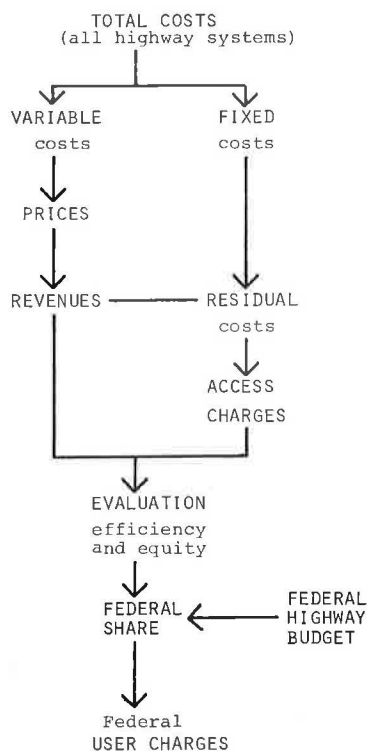 TOTAL COSTS
(all highway systems)
VARIABLE
costs
FIXED
costs
PRICES
REVENUES
RESIDUAL
costs
ACCESS
CHARGES
EVALUATION
efficiency
and equity
FEDERAL
SHARE
FEDERAL
HIGHWAY
BUDGET
Federal
USER CHARGES